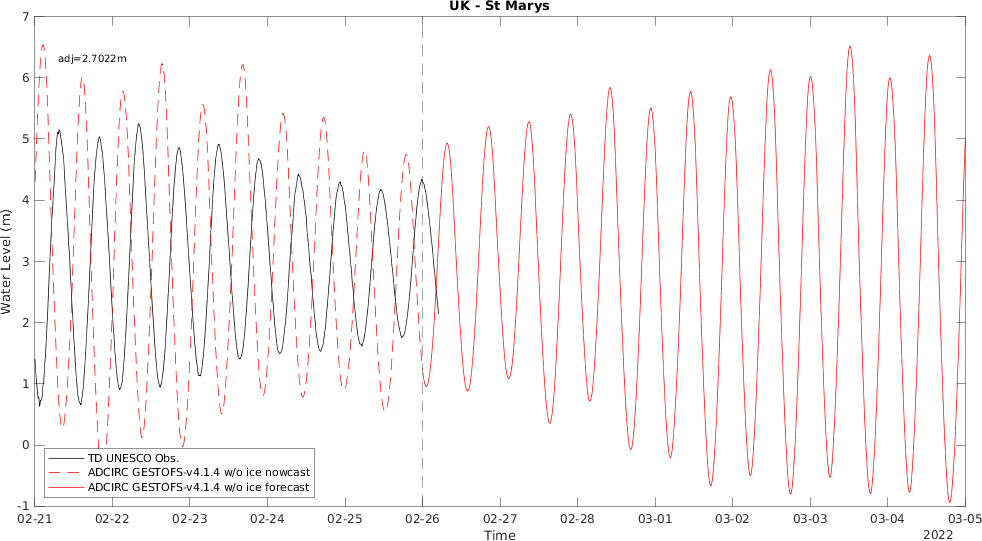 UK - St Marys
7
6
5
4
3
2
1
0
-1
Water Level (m)
adj=2.7022m
TD UNESCO Obs.
ADCIRC GESTOFS-v4.1.4 w/o ice nowcast
ADCIRC GESTOFS-v4.1.4 w/o ice forecast
02-21 02-22 02-23 02-24 02-25 02-26 02-27 02-28 03-01 03-02 03-03 03-04 03-05
Time
2022